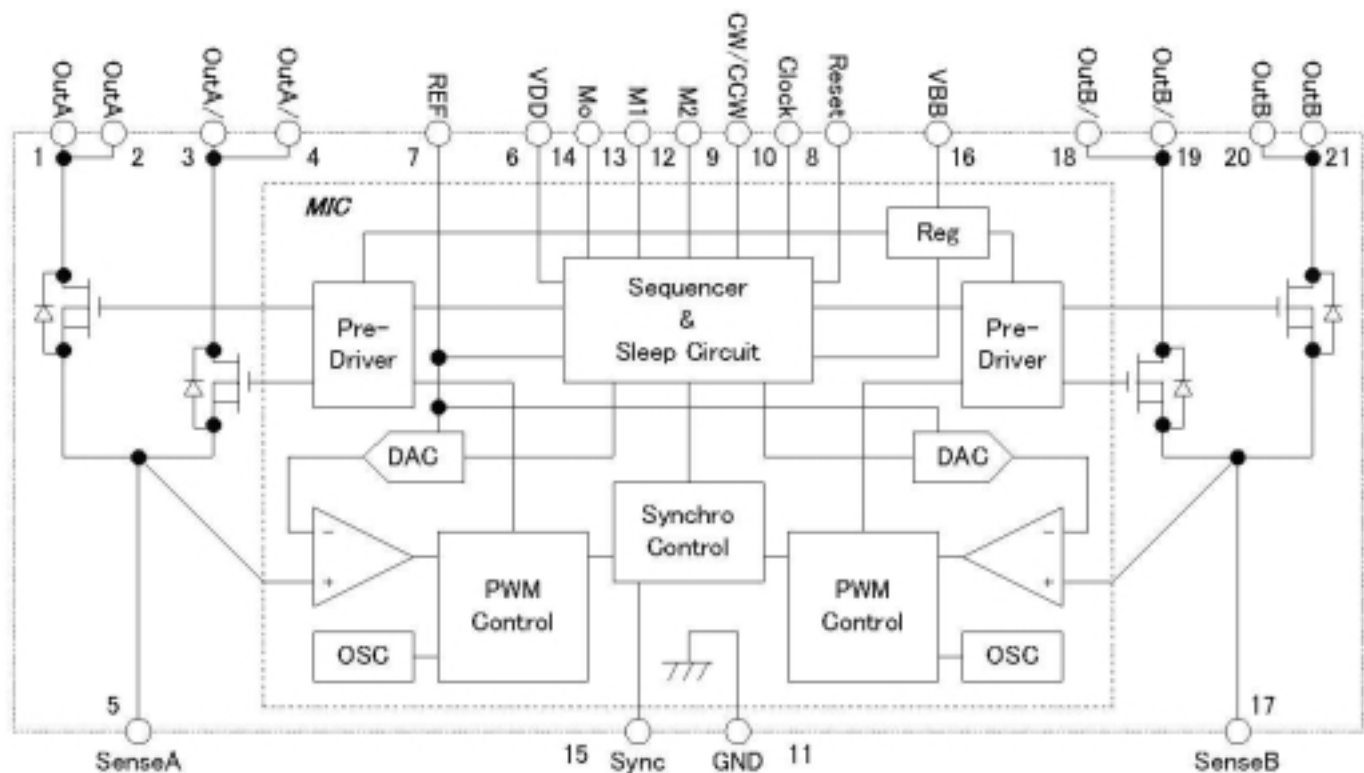 OutA
OutA
OutA/
OutA/
REF
VDD
Mo
M1
M2
CW/CCW
Clock
Reset
VBB
OutB/
OutB/
OutB
OutB
1
2
3
4
7
6
14
13
12
9
10
8
16
18
19
20
21
MIC
Reg
Sequencer
&
Sleep Circuit
Pre-
Driver
Pre-
Driver
DAC
DAC
Synchro
Control
-
+
-
+
PWM
Control
PWM
Control
OSC
OSC
5
SenseA
15
Sync
GND
11
17
SenseB